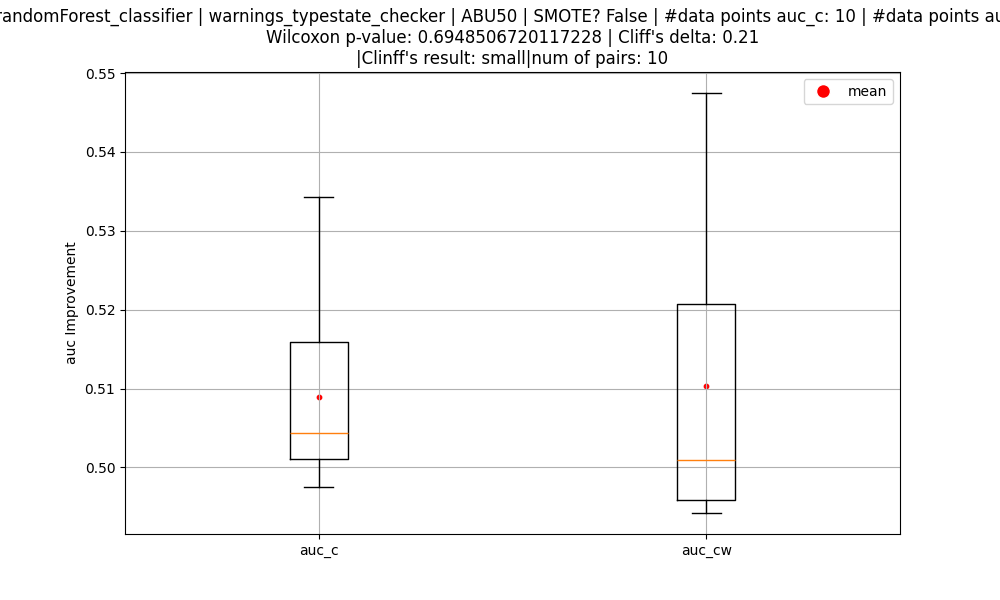 randomForest_classifier | warnings_typestate_checker | ABU50 | SMOTE? False | #data points auc_c: 10 | #data points au
Wilcoxon p-value: 0.6948506720117228 | Cliff's delta: 0.21
|Clinff's result: small|num of pairs: 10
mean
0.55
0.54
0.53
0.52
0.51
0.50
auc Improvement
auc_c
auc_cw